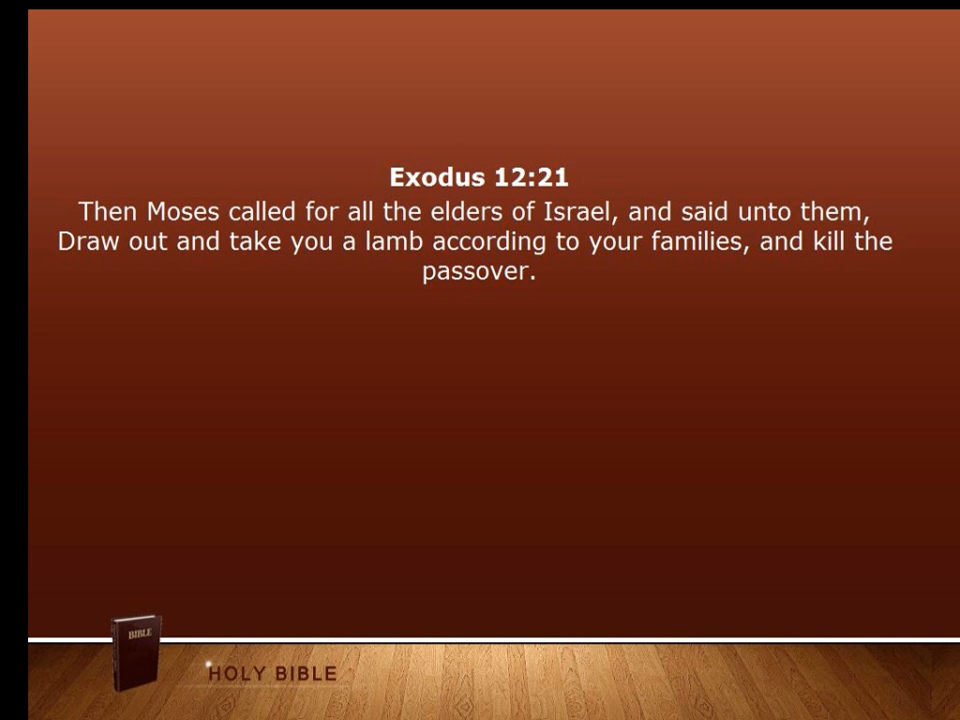 Exodus 12:21
Then Moses called for all the elders of Israel, and said unto them,
Draw out and take you a lamb according to your families, and kill the
passover.
BIBLE
HOLY BIBLE